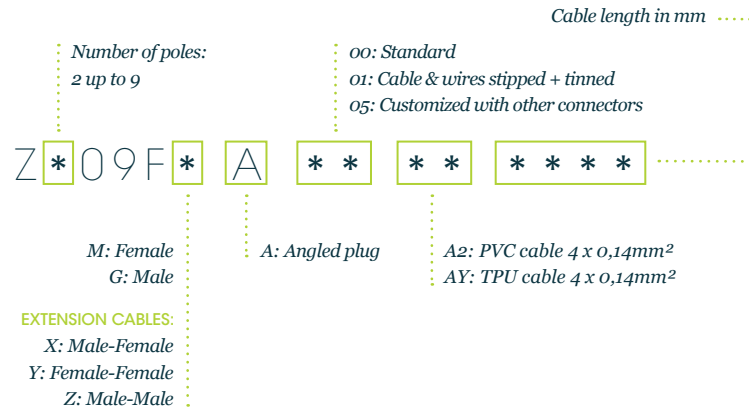 Cable length in mm
Number of poles:
2 up to 9
00: Standard
01: Cable & wires stipped + tinned
05: Customized with other connectors
Z * 09F * A ** ** ****
M: Female
G: Male
A: Angled plug
A2: PVC cable 4 x 0,14mm²
AY: TPU cable 4 x 0,14mm²
EXTENSION CABLES:
X: Male-Female
Y: Female-Female
Z: Male-Male